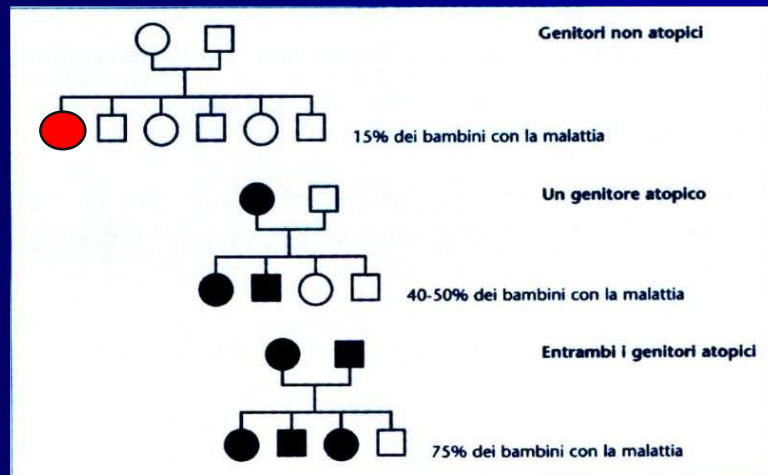 Genitori non atopici
15% dei bambini con la malattia
Un genitore atopico
40-50% dei bambini con la malattia
Entrambi i genitori atopici
75% dei bambini con la malattia